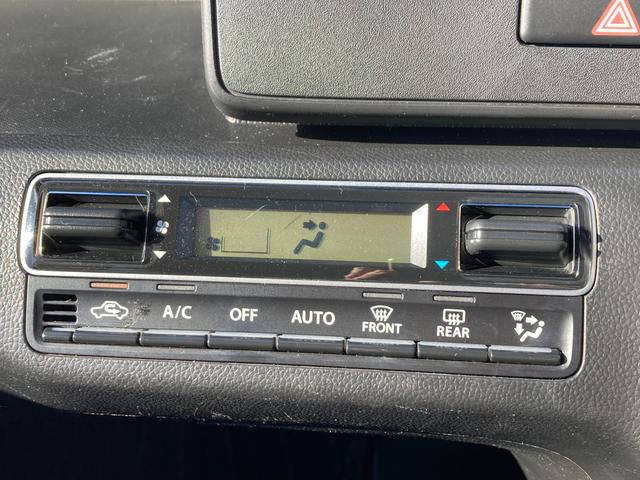 A/C OFF AUTO FRONT REAR